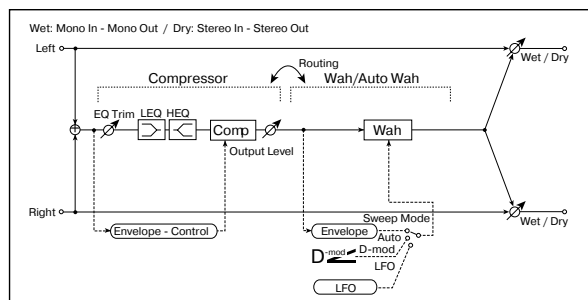 Wet: Mono In - Mono Out / Dry: Stereo In - Stereo Out
Left
Wet / Dry
Routing
Compressor
Wah/Auto Wah
EQ Trim
LEQ
HEQ
Comp
Wah
Output Level
Right
Wet / Dry
Sweep Mode
Envelope - Control
Envelope
Auto
D-mod
D-mod
LFO
LFO